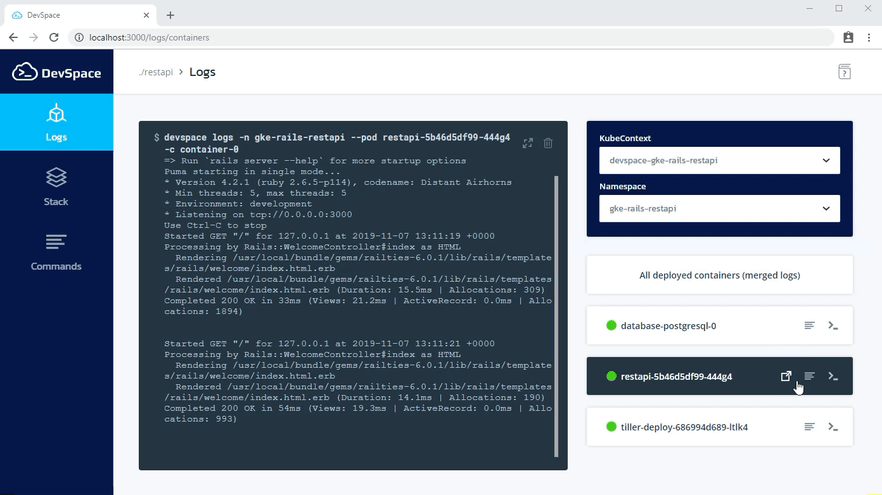 DevSpace
localhost:3000/logs/containers
DevSpace
./restapi > Logs
Logs
Stack
Commands
$ devspace logs -n gke-rails-restapi --pod restapi-5b46d5df99-444g4
-c container-0
=> Run `rails server --help` for more startup options
Puma starting in single mode...
* Version 4.2.1 (ruby 2.6.5-p114), codename: Distant Airhorns
* Min threads: 5, max threads: 5
* Environment: development
* Listening on tcp://0.0.0.0:3000
Use Ctrl-C to stop
Started GET "/" for 127.0.0.1 at 2019-11-07 13:11:19 +0000
Processing by Rails::WelcomeController#index as HTML
Rendering /usr/local/bundle/gems/railties-6.0.1/lib/rails/template
s/rails/welcome/index.html.erb
Rendered /usr/local/bundle/gems/railties-6.0.1/lib/rails/templates
/rails/welcome/index.html.erb (Duration: 15.5ms | Allocations: 309)
Completed 200 OK in 33ms (Views: 21.2ms | ActiveRecord: 0.0ms | Allo
cations: 1894)
Started GET "/" for 127.0.0.1 at 2019-11-07 13:11:21 +0000
Processing by Rails::WelcomeController#index as HTML
Rendering /usr/local/bundle/gems/railties-6.0.1/lib/rails/template
s/rails/welcome/index.html.erb
Rendered /usr/local/bundle/gems/railties-6.0.1/lib/rails/templates
/rails/welcome/index.html.erb (Duration: 14.1ms | Allocations: 190)
Completed 200 OK in 54ms (Views: 19.3ms | ActiveRecord: 0.0ms | Allo
cations: 993)
KubeContext
devspace-gke-rails-restapi
Namespace
gke-rails-restapi
All deployed containers (merged logs)
database-postgresql-0
restapi-5b46d5df99-444g4
tiller-deploy-686994d689-ltlk4